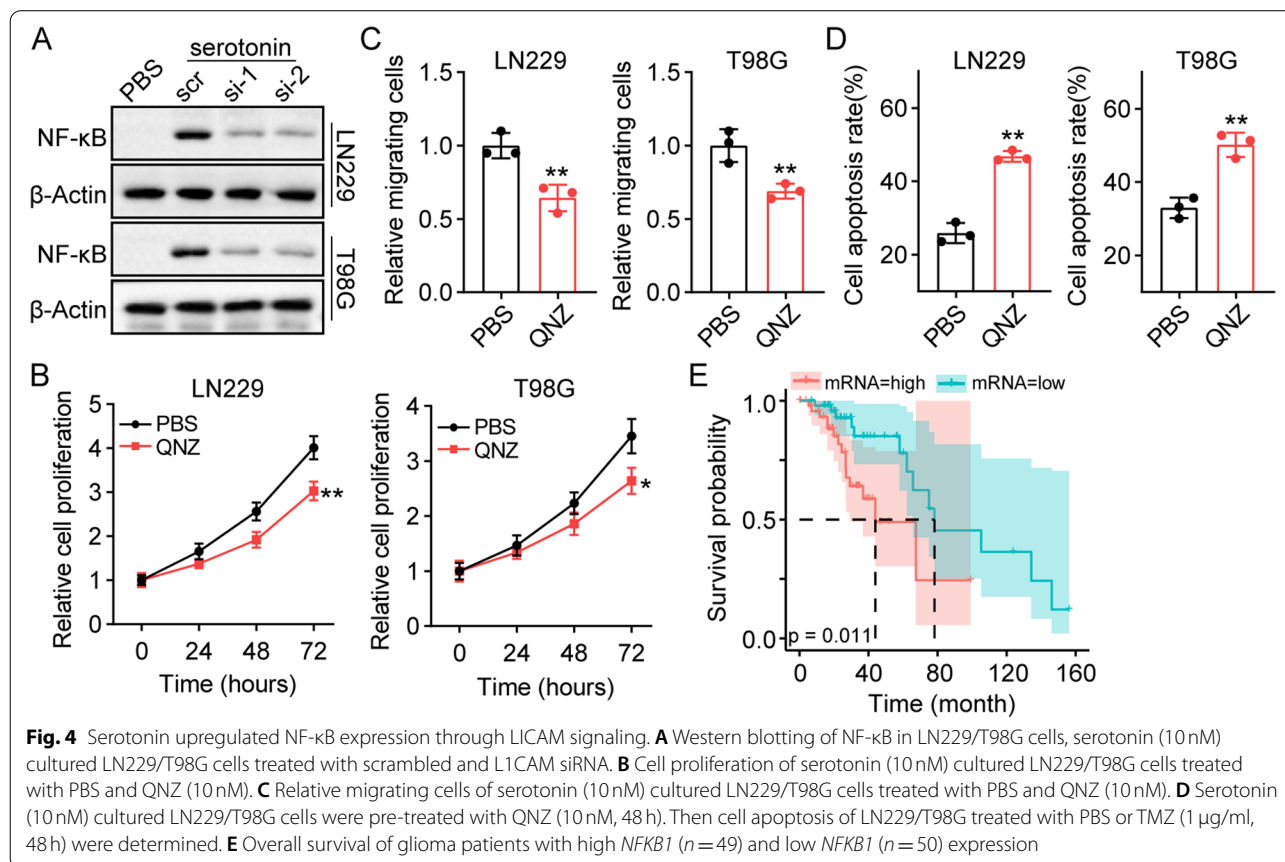 A
serotonin
PBS scr si-1 si-2
NF-κB
β-Actin
LN229
NF-κB
β-Actin
T98G
C
LN229
Relative migrating cells
1.5
1.0
0.5
0.0
**
PBS QNZ
T98G
Relative migrating cells
1.5
1.0
0.5
0.0
**
PBS QNZ
D
LN229
Cell apoptosis rate(%)
60
40
20
**
PBS QNZ
T98G
Cell apoptosis rate(%)
60
40
20
**
PBS QNZ
B
LN229
Relative cell proliferation
5
4
3
2
1
0
PBS
QNZ
**
0 24 48 72
Time (hours)
T98G
Relative cell proliferation
4
3
2
1
0
PBS
QNZ
*
0 24 48 72
Time (hours)
E
mRNA=high mRNA=low
Survival probability
1.0
0.5
0.0
p = 0.011
0 40 80 120 160
Time (month)
Fig. 4 Serotonin upregulated NF-κB expression through LICAM signaling. A Western blotting of NF-κB in LN229/T98G cells, serotonin (10 nM)
cultured LN229/T98G cells treated with scrambled and L1CAM siRNA. B Cell proliferation of serotonin (10 nM) cultured LN229/T98G cells treated
with PBS and QNZ (10 nM). C Relative migrating cells of serotonin (10 nM) cultured LN229/T98G cells treated with PBS and QNZ (10 nM). D Serotonin
(10 nM) cultured LN229/T98G cells were pre-treated with QNZ (10 nM, 48 h). Then cell apoptosis of LN229/T98G treated with PBS or TMZ (1 μg/ml,
48 h) were determined. E Overall survival of glioma patients with high NFKB1 (n = 49) and low NFKB1 (n = 50) expression